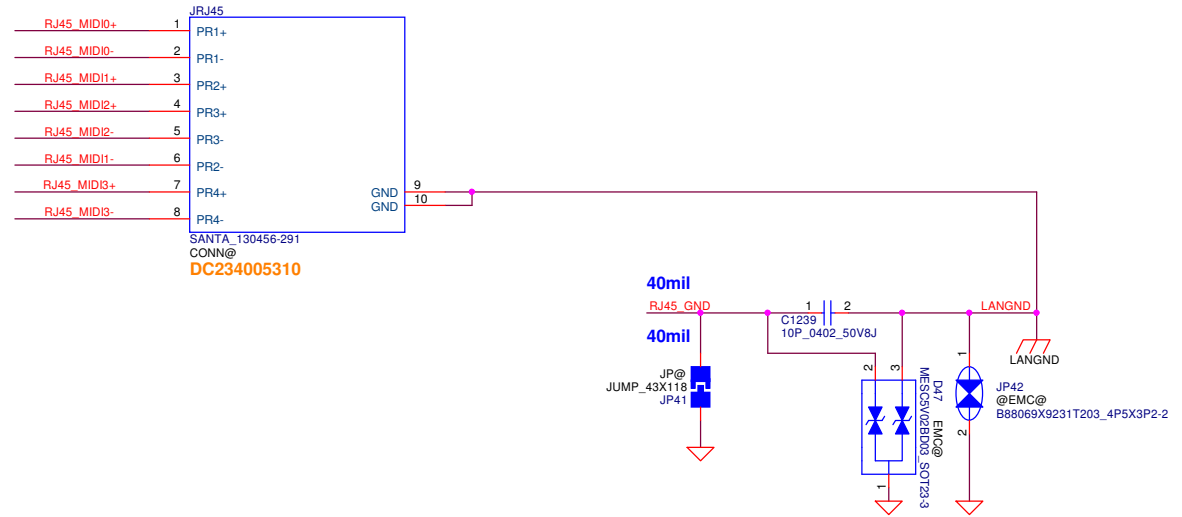 JRJ45
RJ45_MIDI0+ 1 PR1+
RJ45_MIDI0- 2 PR1-
RJ45_MIDI1+ 3 PR2+
RJ45_MIDI2+ 4 PR3+
RJ45_MIDI2- 5 PR3-
RJ45_MIDI1- 6 PR2-
RJ45_MIDI3+ 7 PR4+ GND 9
GND 10
RJ45_MIDI3- 8 PR4-
SANTA_130456-291
CONN@
DC234005310
40mil
RJ45_GND 1 2 LANGND
C1239
10P_0402_50V8J
40mil
LANGND
JP@
JUMP_43X118
JP41
2 3
D47 EMC@
MESC5V02BD03_SOT23-3
1
1
JP42
@EMC@
B88069X9231T203_4P5X3P2-2
2